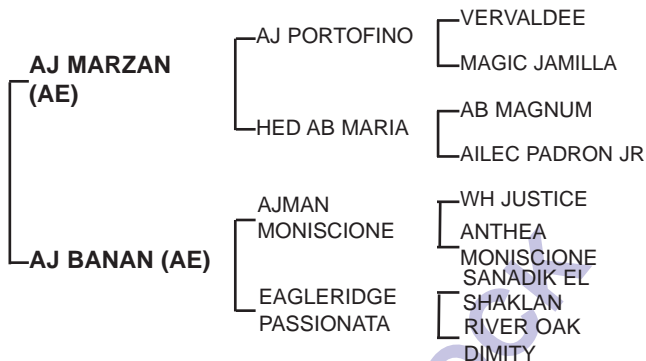 AJ MARZAN
(AE)
AJ PORTOFINO
VERVALDEE
MAGIC JAMILLA
HED AB MARIA
AB MAGNUM
AILEC PADRON JR
AJ BANAN (AE)
AJMAN
MONISCIONE
WH JUSTICE
ANTHEA
MONISCIONE
EAGLERIDGE
PASSIONATA
SANADIK EL
SHAKLAN
RIVER OAK
DIMITY